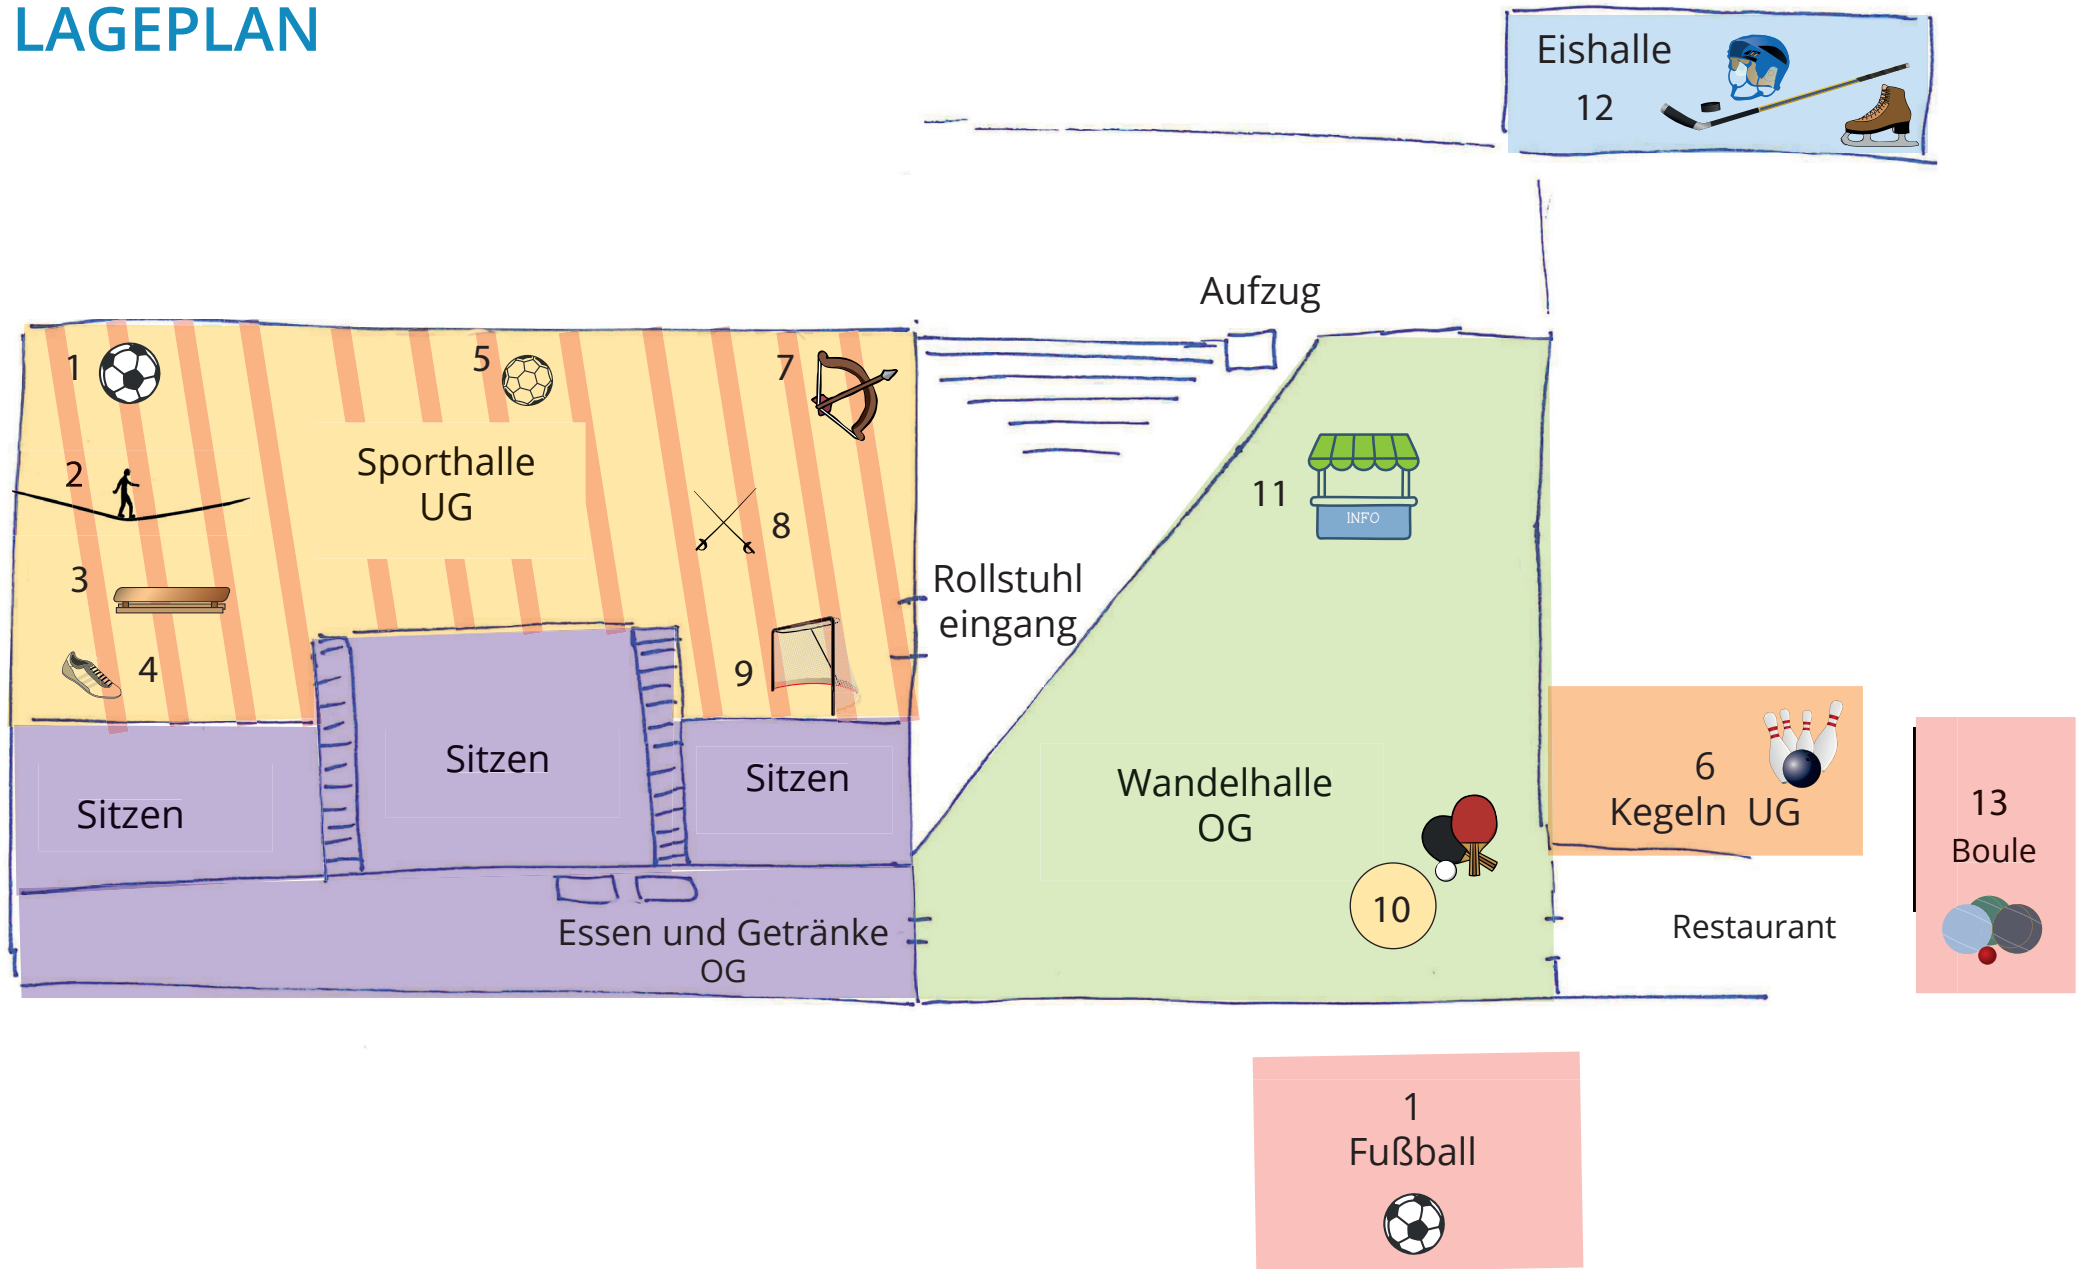 LAGEPLAN
Eishalle
12
Aufzug
1
5
7
2
Sporthalle
UG
8
11
INFO
3
Rollstuhl
eingang
4
9
Sitzen
Sitzen
Sitzen
Wandelhalle
OG
6
Kegeln UG
13
Boule
10
Essen und Getränke
OG
Restaurant
1
Fußball